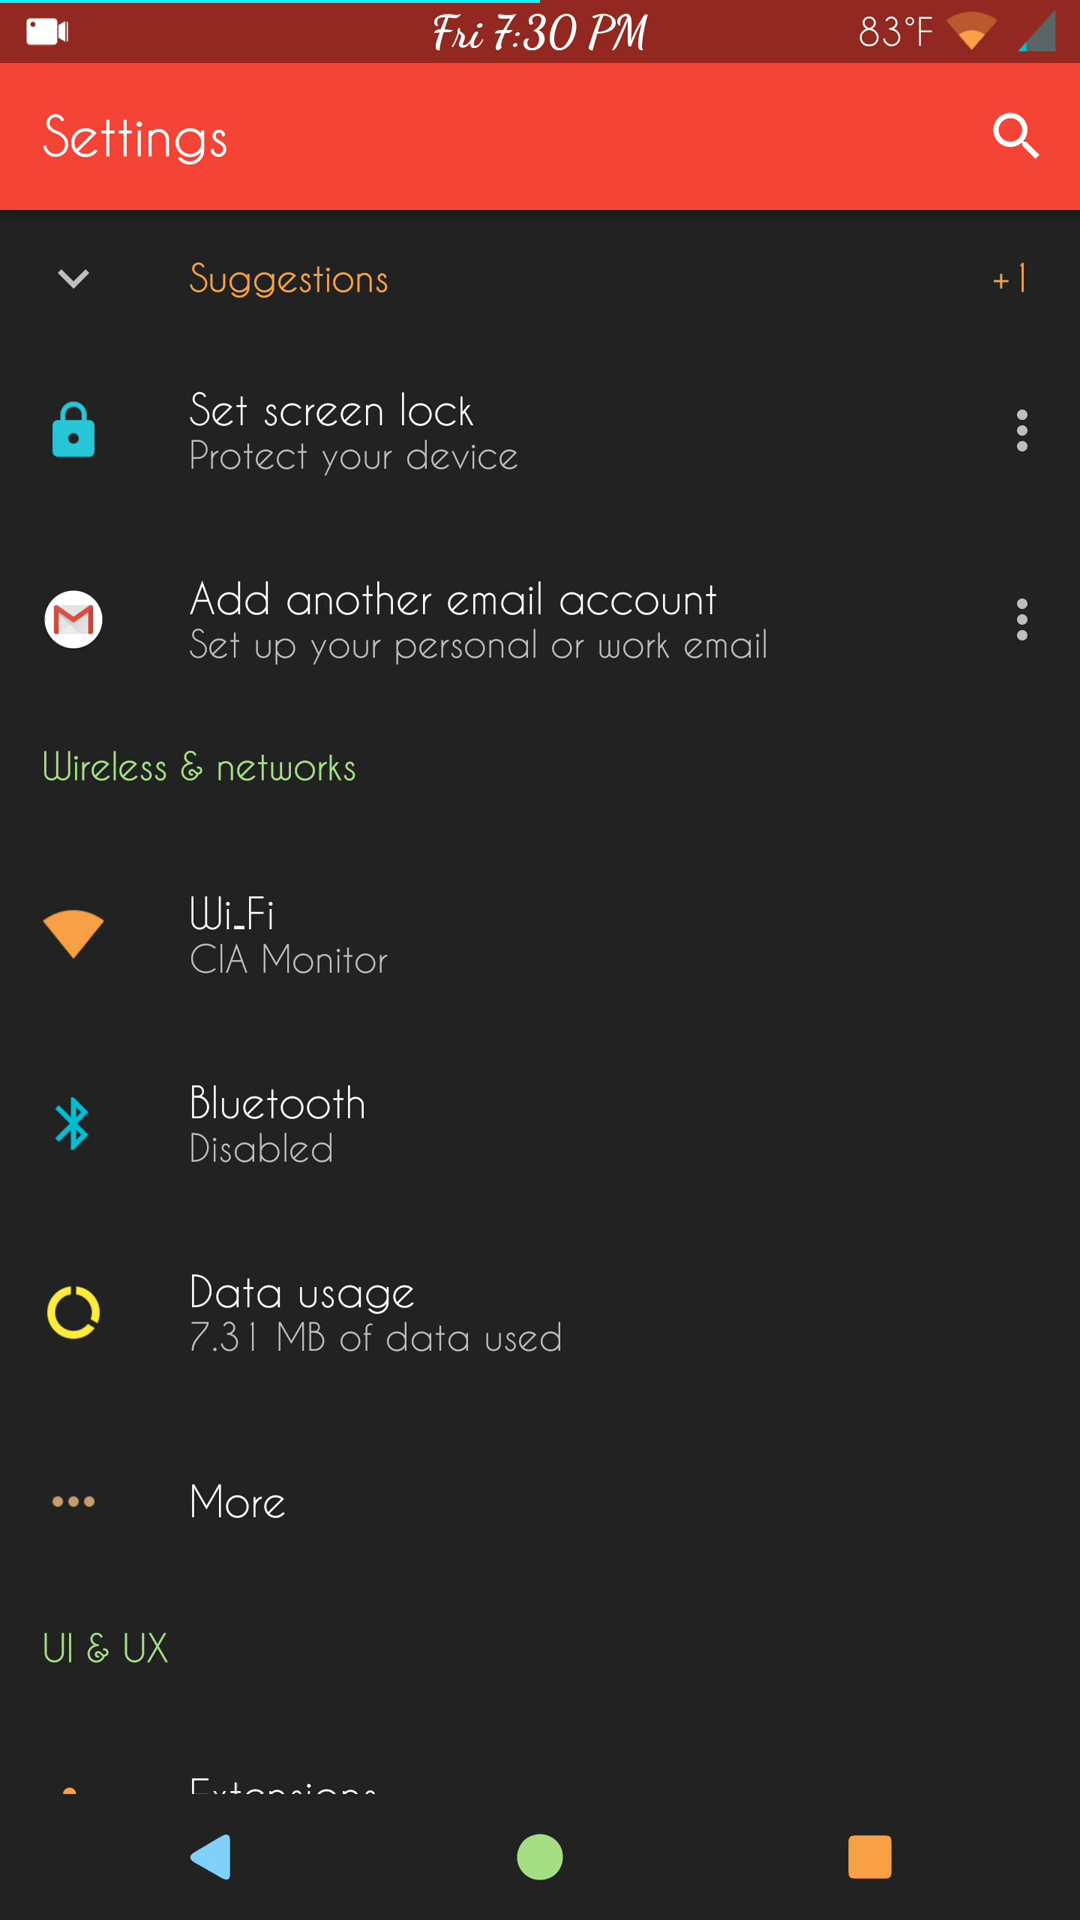 Fri 7:30 PM 83°F
Settings
Suggestions +1
Set screen lock
Protect your device
Add another email account
Set up your personal or work email
Wireless & networks
Wi-Fi
CIA Monitor
Bluetooth
Disabled
Data usage
7.31 MB of data used
More
UI & UX
Extensions